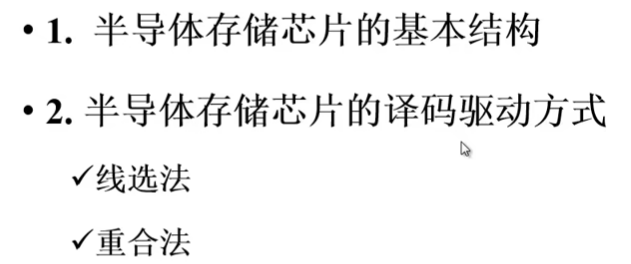 • 1. 半导体存储芯片的基本结构
• 2. 半导体存储芯片的译码驱动方式
✓线选法
✓重合法